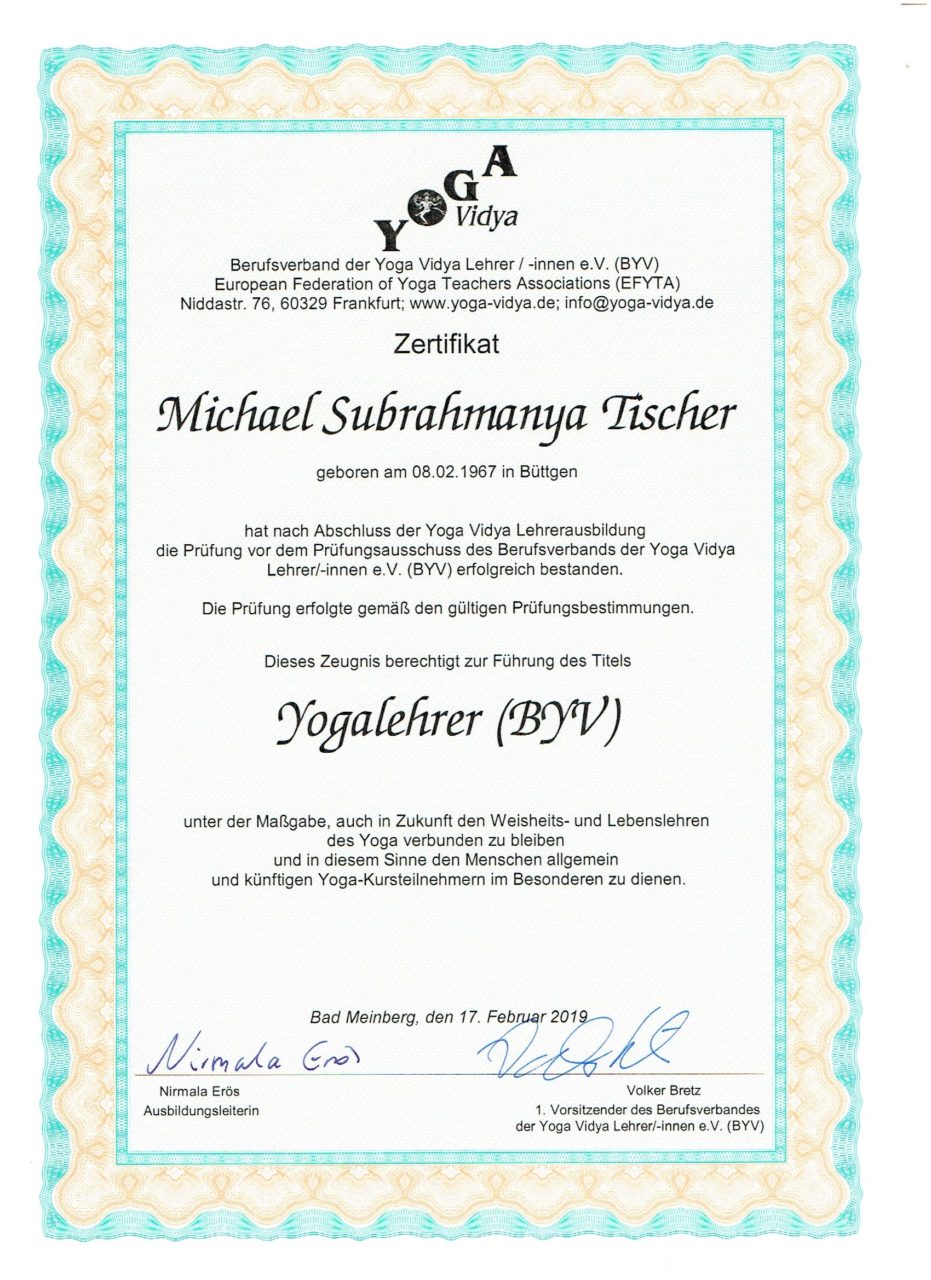 YOGA
Vidya
Berufsverband der Yoga Vidya Lehrer / -innen e.V. (BYV)
European Federation of Yoga Teachers Associations (EFYTA)
Niddastr. 76, 60329 Frankfurt; www.yoga-vidya.de; info@yoga-vidya.de
Zertifikat
Michael Subrahmanya Tischer
geboren am 08.02.1967 in Büttgen
hat nach Abschluss der Yoga Vidya Lehrerausbildung
die Prüfung vor dem Prüfungsausschuss des Berufsverbands der Yoga Vidya
Lehrer/-innen e.V. (BYV) erfolgreich bestanden.
Die Prüfung erfolgte gemäß den gültigen Prüfungsbestimmungen.
Dieses Zeugnis berechtigt zur Führung des Titels
Yogalehrer (BYV)
unter der Maßgabe, auch in Zukunft den Weisheits- und Lebenslehren
des Yoga verbunden zu bleiben
und in diesem Sinne den Menschen allgemein
und künftigen Yoga-Kursteilnehmern im Besonderen zu dienen.
Bad Meinberg, den 17. Februar 2019
Nirmala Erös
Nirmala Erös
Ausbildungsleiterin
Volker Bretz
1. Vorsitzender des Berufsverbandes
der Yoga Vidya Lehrer/-innen e.V. (BYV)